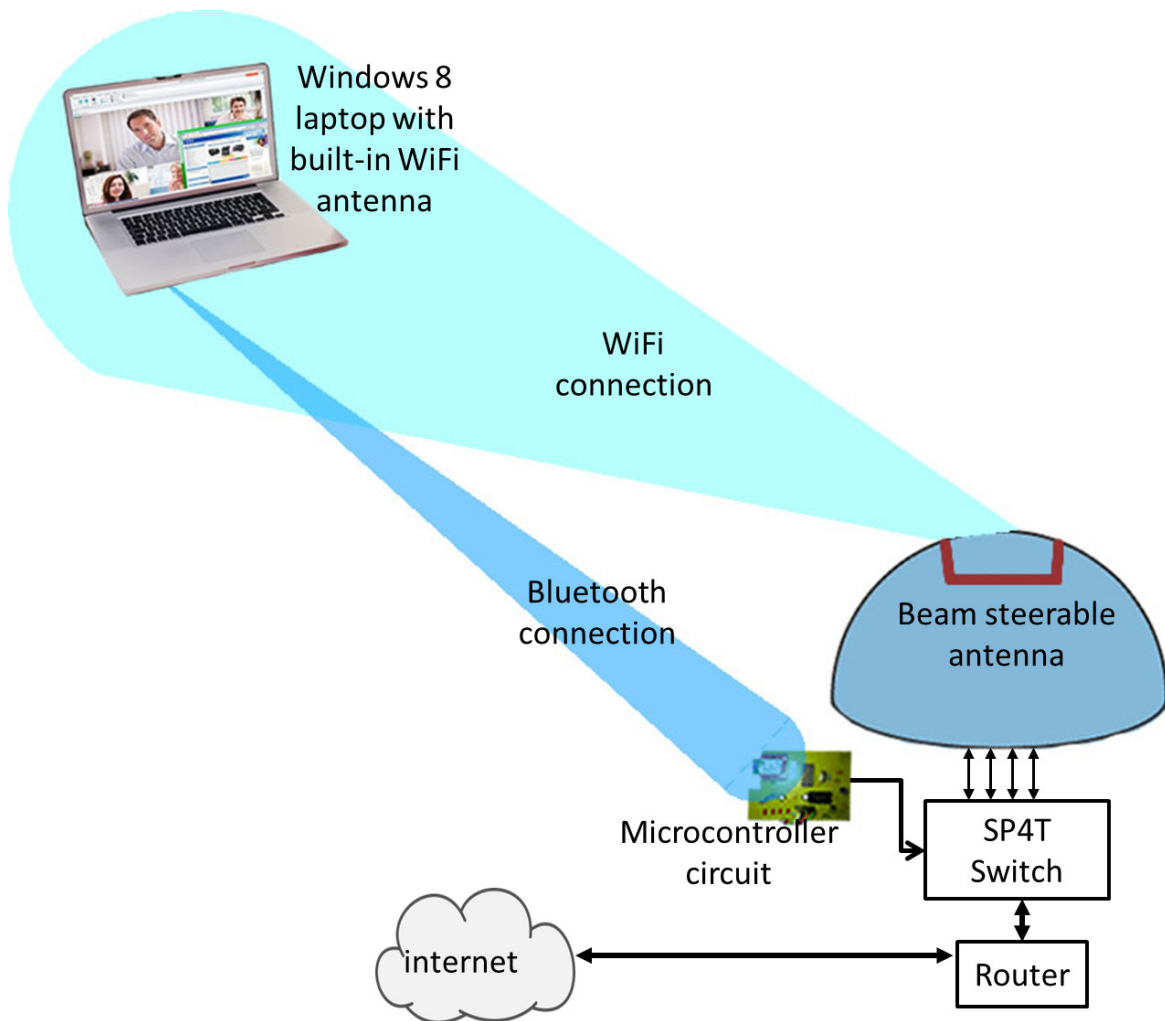 Windows 8
laptop with
built-in WiFi
antenna
WiFi
connection
Bluetooth
connection
Beam steerable
antenna
Microcontroller
circuit
SP4T
Switch
internet
Router